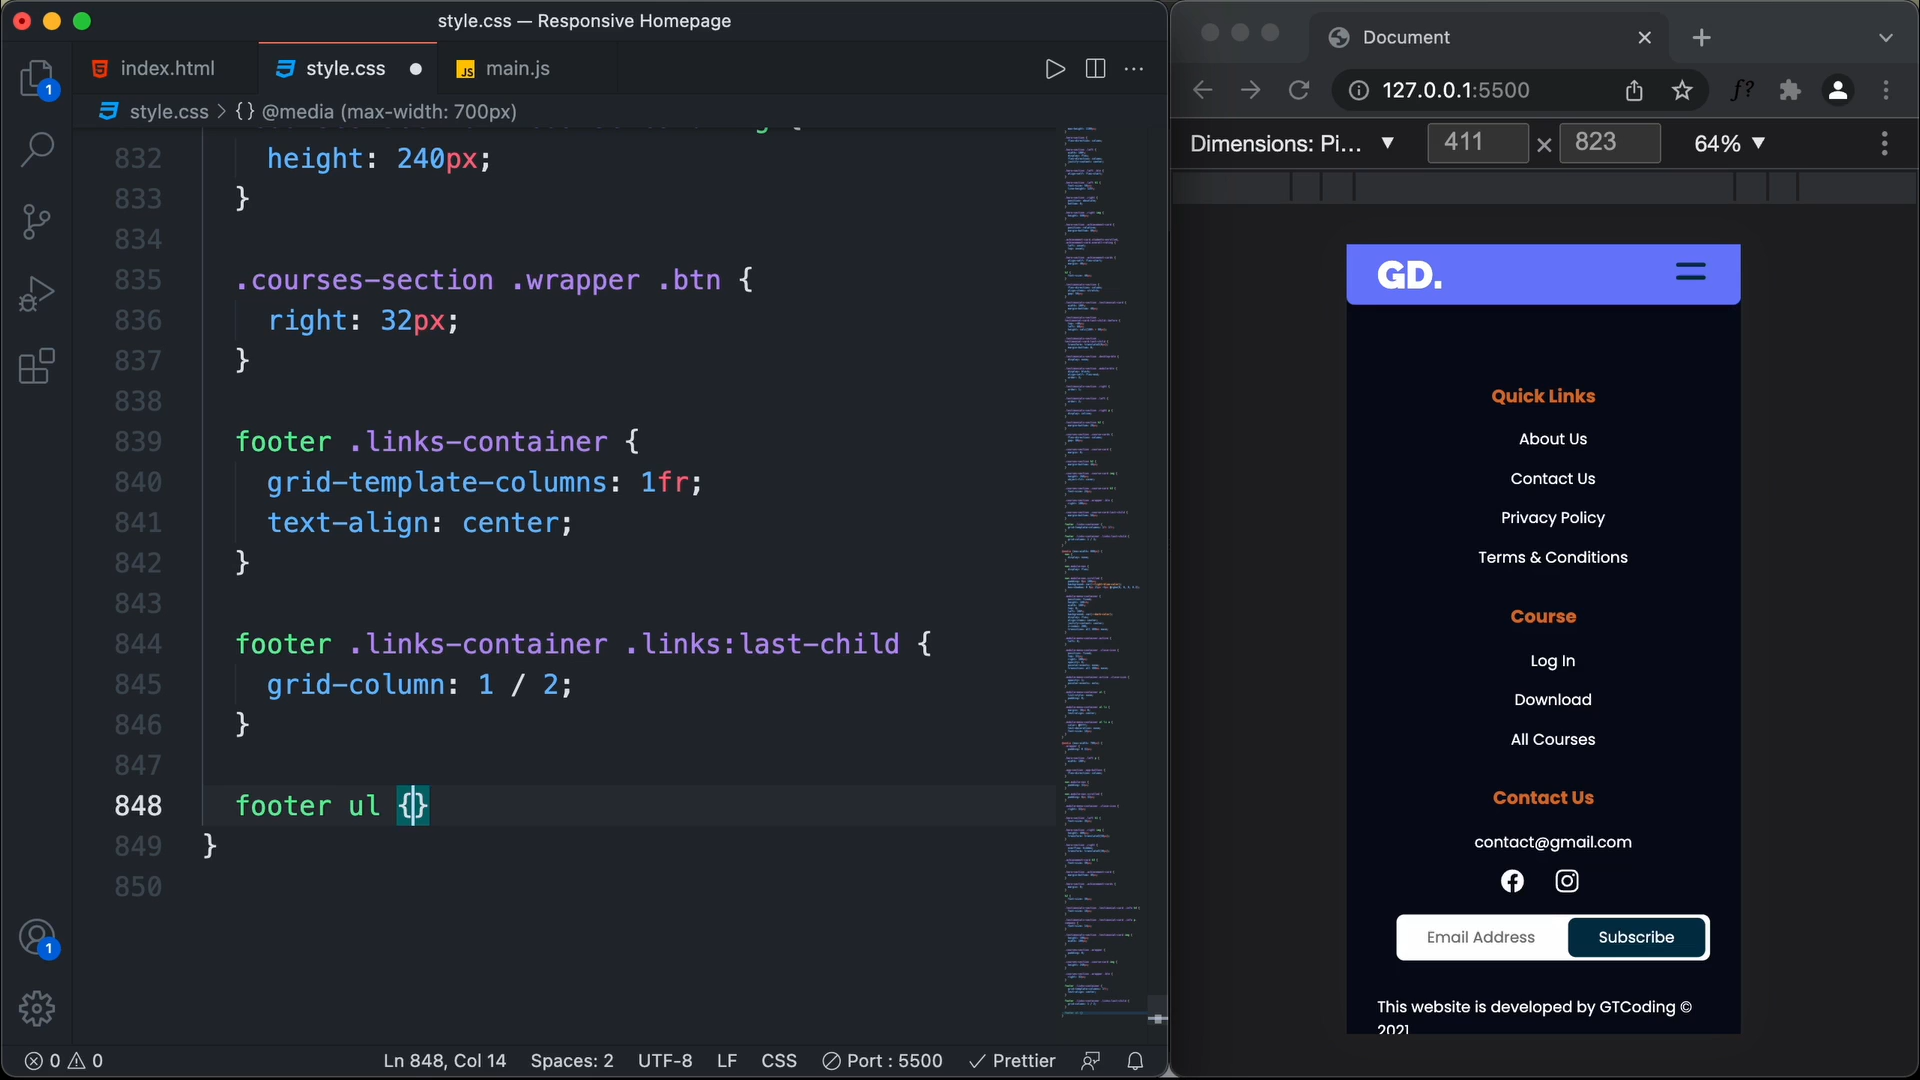 style.css — Responsive Homepage
index.html
style.css
JS main.js
style.css > {} @media (max-width: 700px)
832 height: 240px;
833 }
834
835 .courses-section .wrapper .btn {
836 right: 32px;
837 }
838
839 footer .links-container {
840 grid-template-columns: 1fr;
841 text-align: center;
842 }
843
844 footer .links-container .links:last-child {
845 grid-column: 1 / 2;
846 }
847
848 footer ul {}
849 }
850
1
1
0 0
Ln 848, Col 14
Spaces: 2
UTF-8
LF
CSS
Port : 5500
Prettier
Document
127.0.0.1:5500
f?
Dimensions: Pi... ▼
411 × 823
64% ▼
GD.
Quick Links
About Us
Contact Us
Privacy Policy
Terms & Conditions
Course
Log In
Download
All Courses
Contact Us
contact@gmail.com
Email Address
Subscribe
This website is developed by GTCoding ©
2021